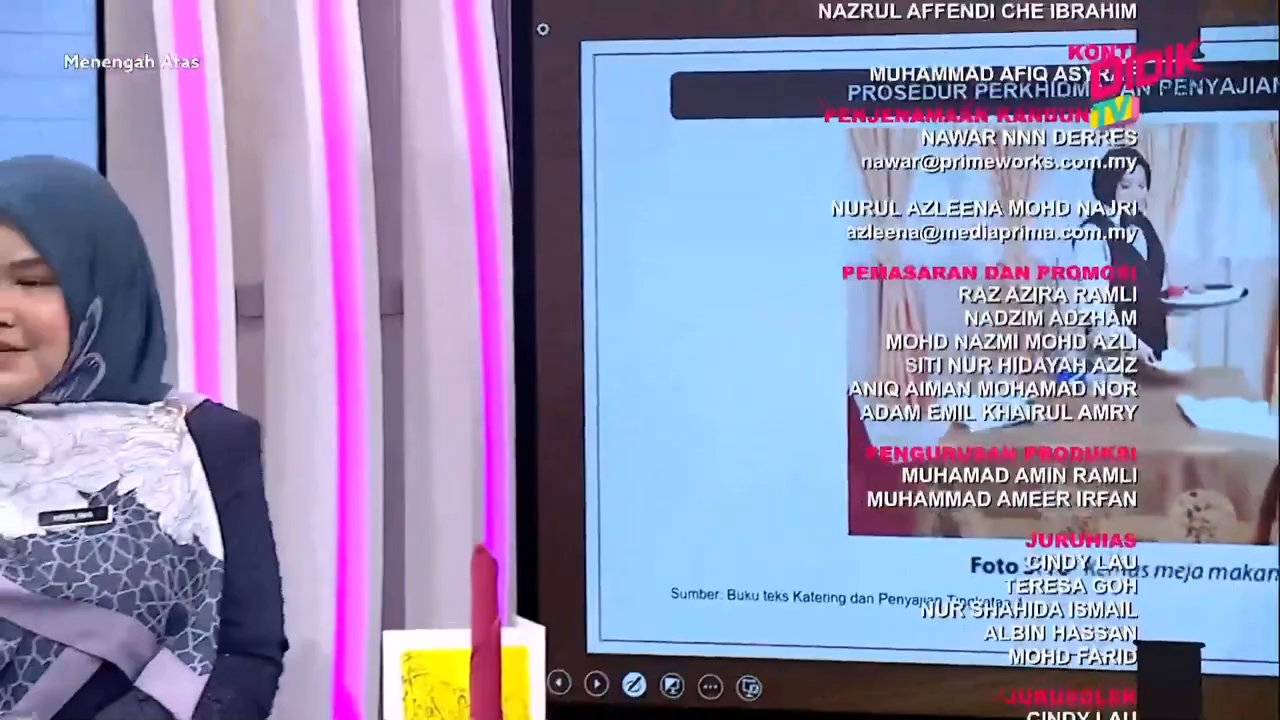 NAZRUL AFFENDI CHE IBRAHIM
Menengah Atas
KONTI
DIDIK
TV
MUHAMMAD AFIQ ASYRA
PROSEDUR PERKHIDM AN PENYAJIAN
PENJENAMAAN KANDUN
NAWAR NNN DERRES
nawar@primeworks.com.my
NURUL AZLEENA MOHD NAJRI
azleena@mediaprima.com.my
PEMASARAN DAN PROMOSI
RAZ AZIRA RAMLI
NADZIM ADZHAM
MOHD NAZMI MOHD AZLI
SITI NUR HIDAYAH AZIZ
ANIQ AIMAN MOHAMAD NOR
ADAM EMIL KHAIRUL AMRY
PENGURUSAN PRODUKSI
MUHAMAD AMIN RAMLI
MUHAMMAD AMEER IRFAN
JURUHIAS
CINDY LAU
Foto Kemas meja makan
TERESA GOH
Sumber: Buku teks Katering dan Penyajian Tingkatan
NUR SHAHIDA ISMAIL
ALBIN HASSAN
MOHD FARID
JURUSOLEK
CINDY LAU